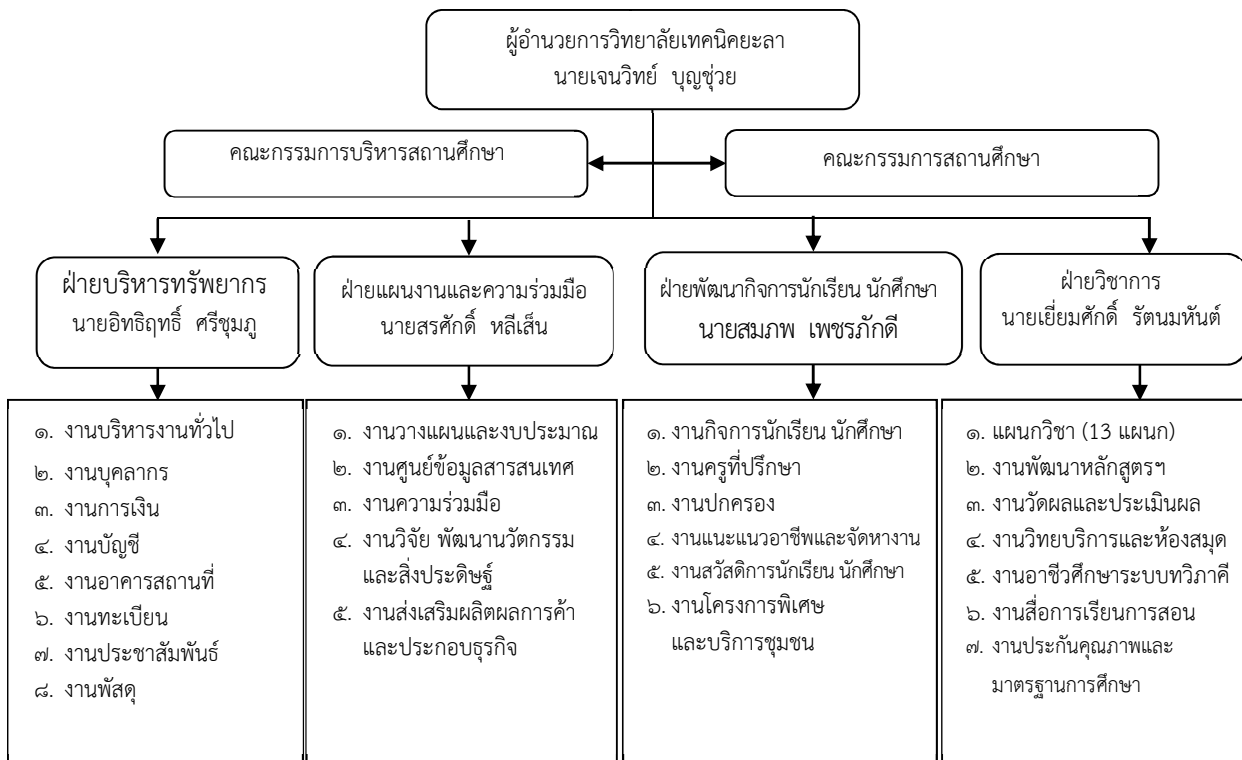 ผู้อำนวยการวิทยาลัยเทคนิคยะลา
นายเจนวิทย์ บุญช่วย
คณะกรรมการบริหารสถานศึกษา
คณะกรรมการสถานศึกษา
ฝ่ายบริหารทรัพยากร
นายอิทธิฤทธิ์ ศรีชุมภู
ฝ่ายแผนงานและความร่วมมือ
นายสรศักดิ์ หลีเส็น
ฝ่ายพัฒนากิจการนักเรียน นักศึกษา
นายสมภพ เพชรภักดี
ฝ่ายวิชาการ
นายเยี่ยมศักดิ์ รัตนมหันต์
๑. งานบริหารงานทั่วไป
๒. งานบุคลากร
๓. งานการเงิน
๔. งานบัญชี
๕. งานอาคารสถานที่
๖. งานทะเบียน
๗. งานประชาสัมพันธ์
๘. งานพัสดุ
๑. งานวางแผนและงบประมาณ
๒. งานศูนย์ข้อมูลสารสนเทศ
๓. งานความร่วมมือ
๔. งานวิจัย พัฒนานวัตกรรม
และสิ่งประดิษฐ์
๕. งานส่งเสริมผลิตผลการค้า
และประกอบธุรกิจ
๑. งานกิจการนักเรียน นักศึกษา
๒. งานครูที่ปรึกษา
๓. งานปกครอง
๔. งานแนะแนวอาชีพและจัดหางาน
๕. งานสวัสดิการนักเรียน นักศึกษา
๖. งานโครงการพิเศษ
และบริการชุมชน
๑. แผนกวิชา (13 แผนก)
๒. งานพัฒนาหลักสูตรฯ
๓. งานวัดผลและประเมินผล
๔. งานวิทยบริการและห้องสมุด
๕. งานอาชีวศึกษาระบบทวิภาคี
๖. งานสื่อการเรียนการสอน
๗. งานประกันคุณภาพและ
มาตรฐานการศึกษา